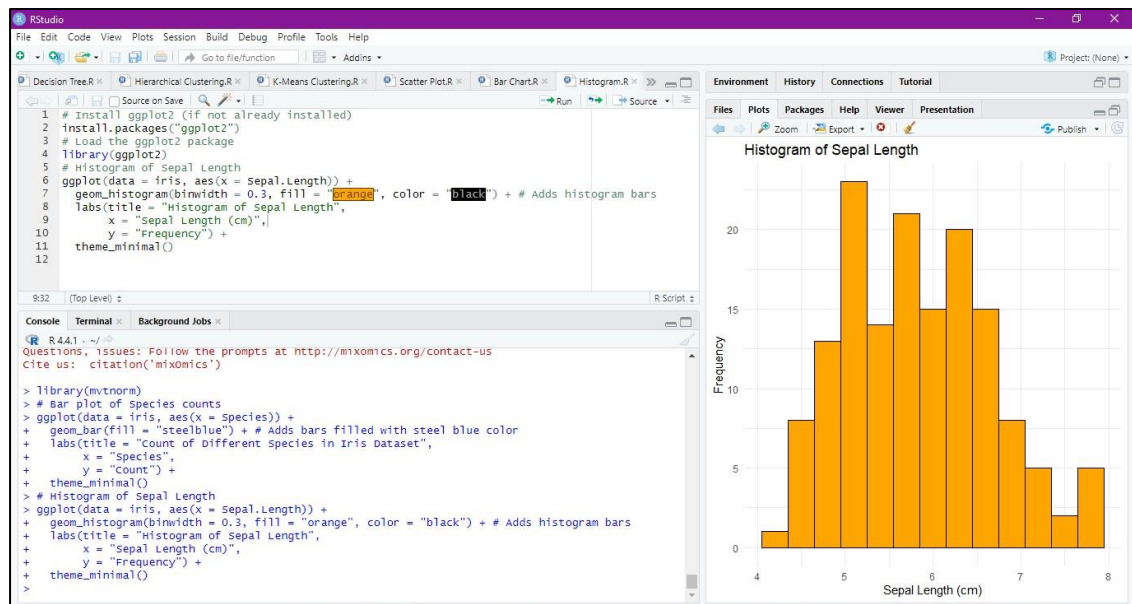 RStudio
File Edit Code View Plots Session Build Debug Profile Tools Help
Go to file/function Addins Project: (None)
Decision Tree.R Hierarchical Clustering.R K-Means Clustering.R Scatter Plot.R Bar Chart.R Histogram.R
Source on Save Run Source
1 # Install ggplot2 (if not already installed)
2 install.packages("ggplot2")
3 # Load the ggplot2 package
4 library(ggplot2)
5 # Histogram of Sepal Length
6 ggplot(data = iris, aes(x = Sepal.Length)) +
7 geom_histogram(binwidth = 0.3, fill = "orange", color = "black") + # Adds histogram bars
8 labs(title = "Histogram of Sepal Length",
9 x = "Sepal Length (cm)",
10 y = "Frequency") +
11 theme_minimal()
12
9:32 (Top Level) R Script
Console Terminal Background Jobs
R 4.4.1 · ~/
Questions, issues: Follow the prompts at http://mixomics.org/contact-us
Cite us: citation('mixOmics')
> library(mvtnorm)
> # Bar plot of Species counts
> ggplot(data = iris, aes(x = Species)) +
+ geom_bar(fill = "steelblue") + # Adds bars filled with steel blue color
+ labs(title = "Count of Different Species in Iris Dataset",
+ x = "Species",
+ y = "Count") +
+ theme_minimal()
> # Histogram of Sepal Length
> ggplot(data = iris, aes(x = Sepal.Length)) +
+ geom_histogram(binwidth = 0.3, fill = "orange", color = "black") + # Adds histogram bars
+ labs(title = "Histogram of Sepal Length",
+ x = "Sepal Length (cm)",
+ y = "Frequency") +
+ theme_minimal()
>
Environment History Connections Tutorial
Files Plots Packages Help Viewer Presentation
Zoom Export Publish
Histogram of Sepal Length
20
15
10
5
0
Frequency
4 5 6 7 8
Sepal Length (cm)